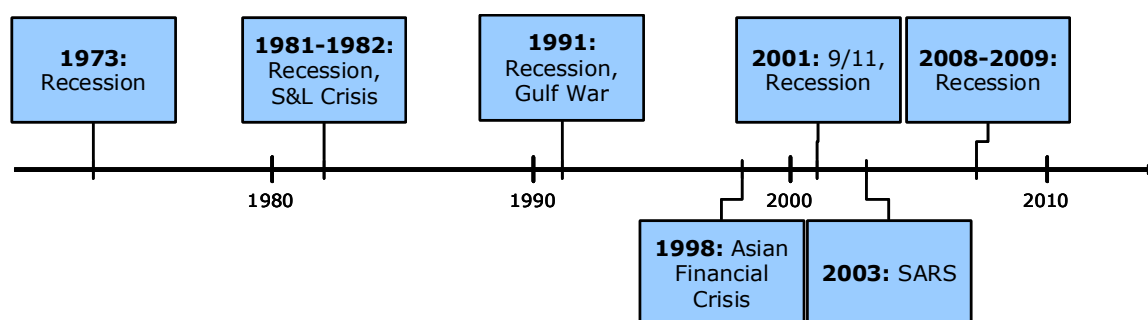 1973:
Recession
1981-1982:
Recession,
S&L Crisis
1991:
Recession,
Gulf War
2001: 9/11,
Recession
2008-2009:
Recession
1980
1990
2000
2010
1998: Asian
Financial
Crisis
2003: SARS